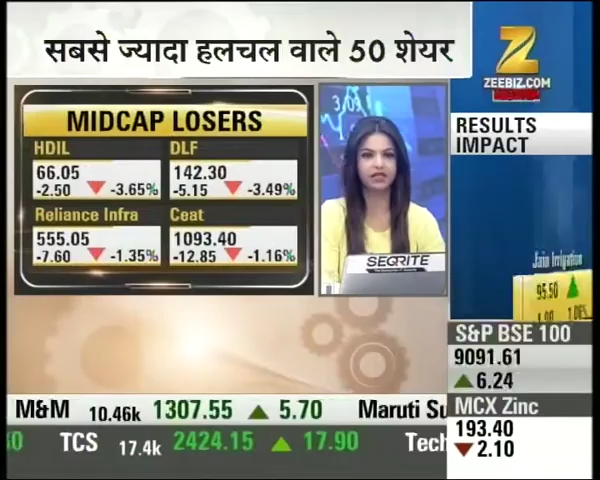 सबसे ज्यादा हलचल वाले 50 शेयर
ZEEBIZ.COM
MIDCAP LOSERS
HDIL
66.05
-2.50 -3.65%
DLF
142.30
-5.15 -3.49%
Reliance Infra
555.05
-7.60 -1.35%
Ceat
1093.40
-12.85 -1.16%
3.03
SEQRITE
RESULTS
IMPACT
Jain Irrigation
95.50
S&P BSE 100
9091.61
6.24
MCX Zinc
193.40
2.10
M&M 10.46k 1307.55 5.70 Maruti Su
TCS 17.4k 2424.15 17.90 Tech